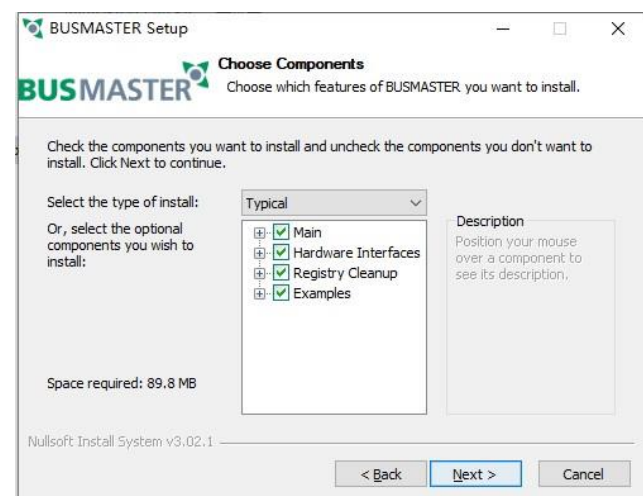 BUSMASTER Setup
BUSMASTER
Choose Components
Choose which features of BUSMASTER you want to install.
Check the components you want to install and uncheck the components you don't want to
install. Click Next to continue.
Select the type of install:
Typical
Or, select the optional
components you wish to
install:
Main
Hardware Interfaces
Registry Cleanup
Examples
Description
Position your mouse
over a component to
see its description.
Space required: 89.8 MB
Nullsoft Install System v3.02.1
< Back
Next >
Cancel